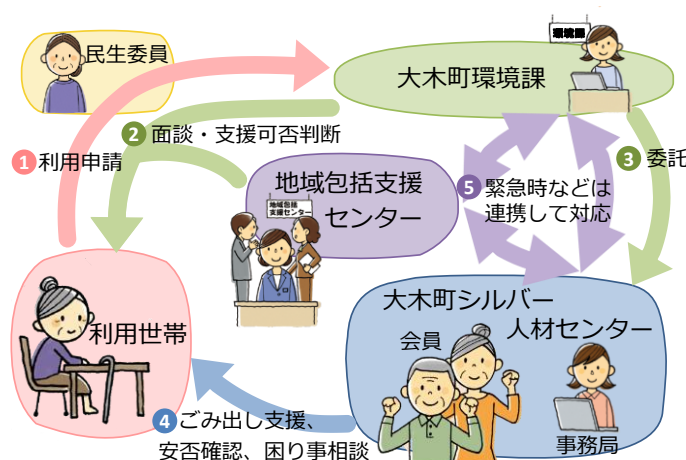 民生委員
環境課
大木町環境課
❷ 面談・支援可否判断
❶ 利用申請
❸ 委託
地域包括支援
センター
地域包括
支援センター
❺ 緊急時などは
連携して対応
利用世帯
大木町シルバー
人材センター
会員
事務局
❹ ごみ出し支援、
安否確認、困り事相談